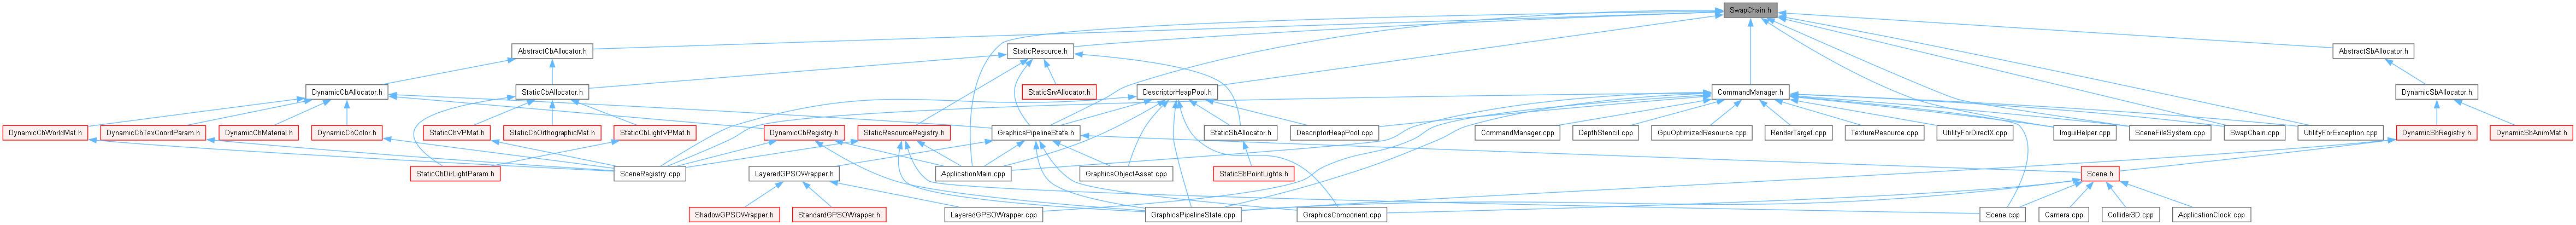 SwapChain.h
AbstractCbAllocator.h
StaticResource.h
AbstractSbAllocator.h
DynamicCbAllocator.h
StaticCbAllocator.h
StaticSnAllocator.h
DescriptorHeapPool.h
CommandManager.h
DynamicSbAllocator.h
DynamicCbWorldMat.h
DynamicCbTexCoordParam.h
DynamicCbMaterial.h
DynamicCbColor.h
StaticCbVPMat.h
StaticCbOrthographicMat.h
StaticCbLightVPMat.h
DynamicCbRegistry.h
StaticResourceRegistry.h
GraphicsPipelineState.h
StaticSbAllocator.h
DescriptorHeapPool.cpp
CommandManager.cpp
DepthStencil.cpp
GpuOptimizedResource.cpp
RenderTarget.cpp
TextureResource.cpp
UtilityForDirectX.cpp
ImguiHelper.cpp
SceneFileSystem.cpp
SwapChain.cpp
UtilityForException.cpp
DynamicSbRegistry.h
DynamicSbAnimMat.h
StaticCbDirLightParam.h
SceneRegistry.cpp
LayeredGPSOWrapper.h
ApplicationMain.cpp
GraphicsObjectAsset.cpp
StaticSbPointLights.h
Scene.h
ShadowGPSOWrapper.h
StandardGPSOWrapper.h
LayeredGPSOWrapper.cpp
GraphicsPipelineState.cpp
GraphicsComponent.cpp
Scene.cpp
Camera.cpp
Collider3D.cpp
ApplicationClock.cpp